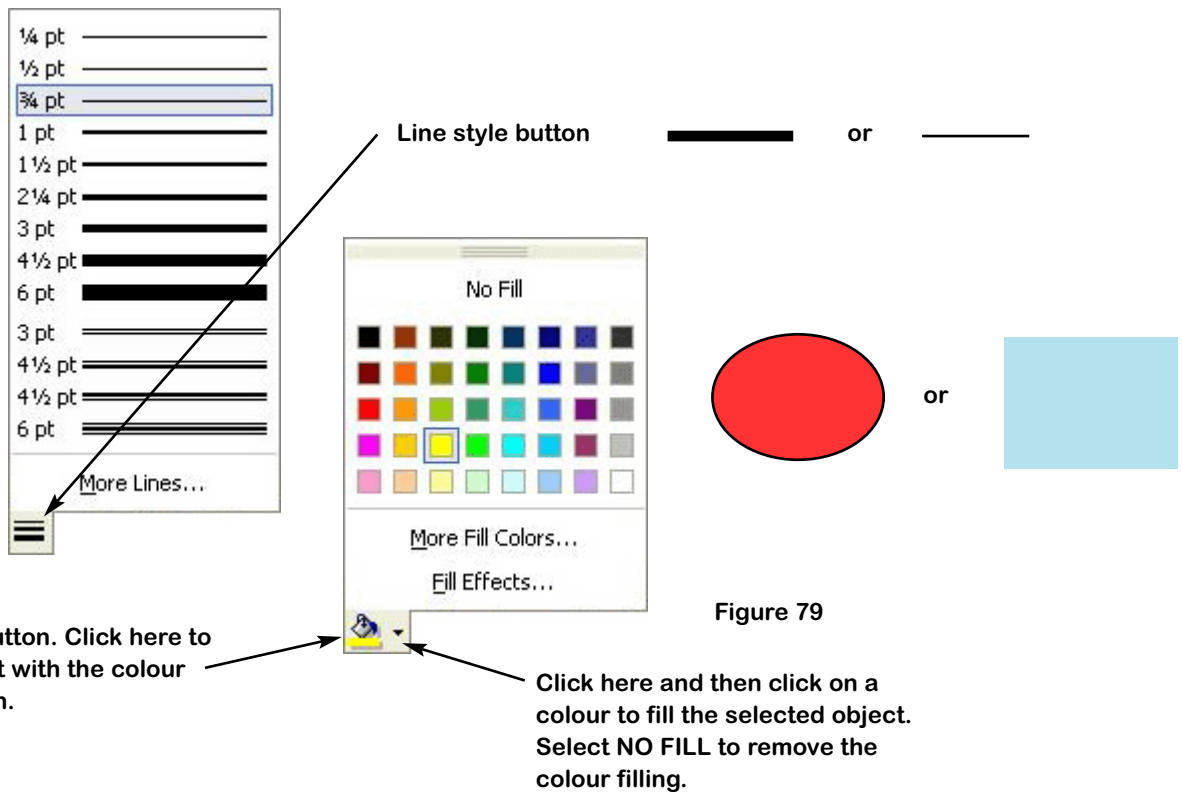 ¼ pt
½ pt
¾ pt
1 pt
1½ pt
2¼ pt
3 pt
4½ pt
6 pt
3 pt
4½ pt
4½ pt
6 pt
More Lines...
Line style button or
No Fill
or
More Fill Colors...
Fill Effects...
Figure 79
Click here to
with the colour
Click here and then click on a
colour to fill the selected object.
Select NO FILL to remove the
colour filling.